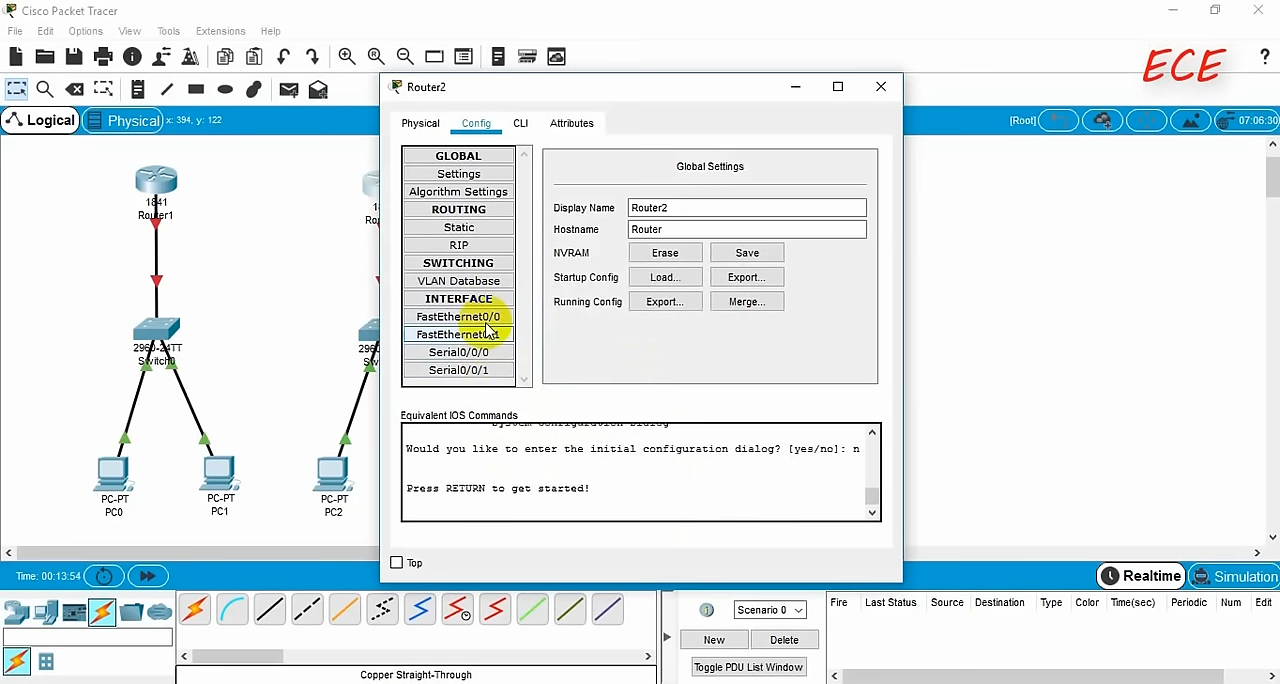 Cisco Packet Tracer
File Edit Options View Tools Extensions Help
ECE
?
Logical
Physical
x: 394, y: 122
[Root]
07:06:30
1841
Router1
2960-24TT
Switch0
PC-PT
PC0
PC-PT
PC1
PC-PT
PC2
Router2
Physical Config CLI Attributes
GLOBAL
Settings
Algorithm Settings
ROUTING
Static
RIP
SWITCHING
VLAN Database
INTERFACE
FastEthernet0/0
Serial0/0/0
Serial0/0/1
Global Settings
Display Name Router2
Hostname Router
NVRAM Erase Save
Startup Config Load... Export...
Running Config Export... Merge...
Equivalent IOS Commands
Would you like to enter the initial configuration dialog? [yes/no]: n
Press RETURN to get started!
Top
Time: 00:13:54
Realtime
Simulation
Scenario 0
New Delete
Toggle PDU List Window
Fire Last Status Source Destination Type Color Time(sec) Periodic Num Edit
Copper Straight-Through